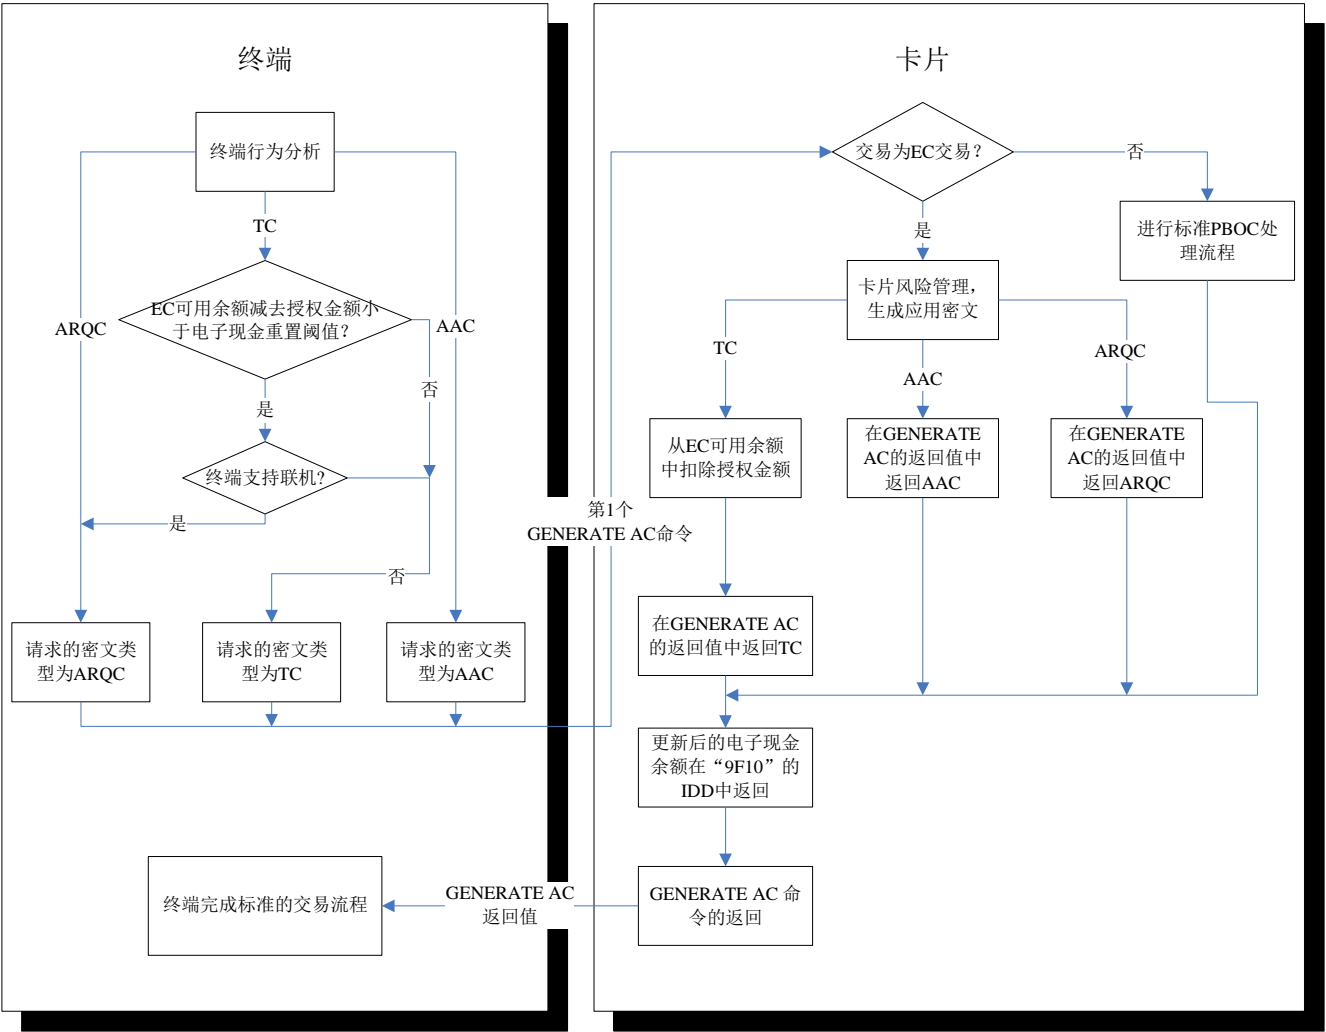 终端
终端行为分析
TC
EC可用余额减去授权金额小
于电子现金重置阈值？
ARQC
AAC
否
是
终端支持联机？
是
否
请求的密文类
型为ARQC
请求的密文类
型为TC
请求的密文类
型为AAC
终端完成标准的交易流程
第1个
GENERATE AC命令
GENERATE AC
返回值
卡片
交易为EC交易？
否
是
进行标准PBOC处
理流程
卡片风险管理，
生成应用密文
TC
AAC
ARQC
从EC可用余额
中扣除授权金额
在GENERATE
AC的返回值中
返回AAC
在GENERATE
AC的返回值中
返回ARQC
在GENERATE AC
的返回值中返回TC
更新后的电子现金
余额在“9F10”的
IDD中返回
GENERATE AC 命
令的返回